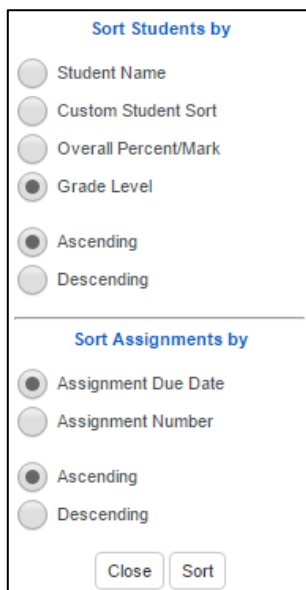 Sort Students by
Student Name
Custom Student Sort
Overall Percent/Mark
Grade Level
Ascending
Descending
Sort Assignments by
Assignment Due Date
Assignment Number
Ascending
Descending
Close Sort